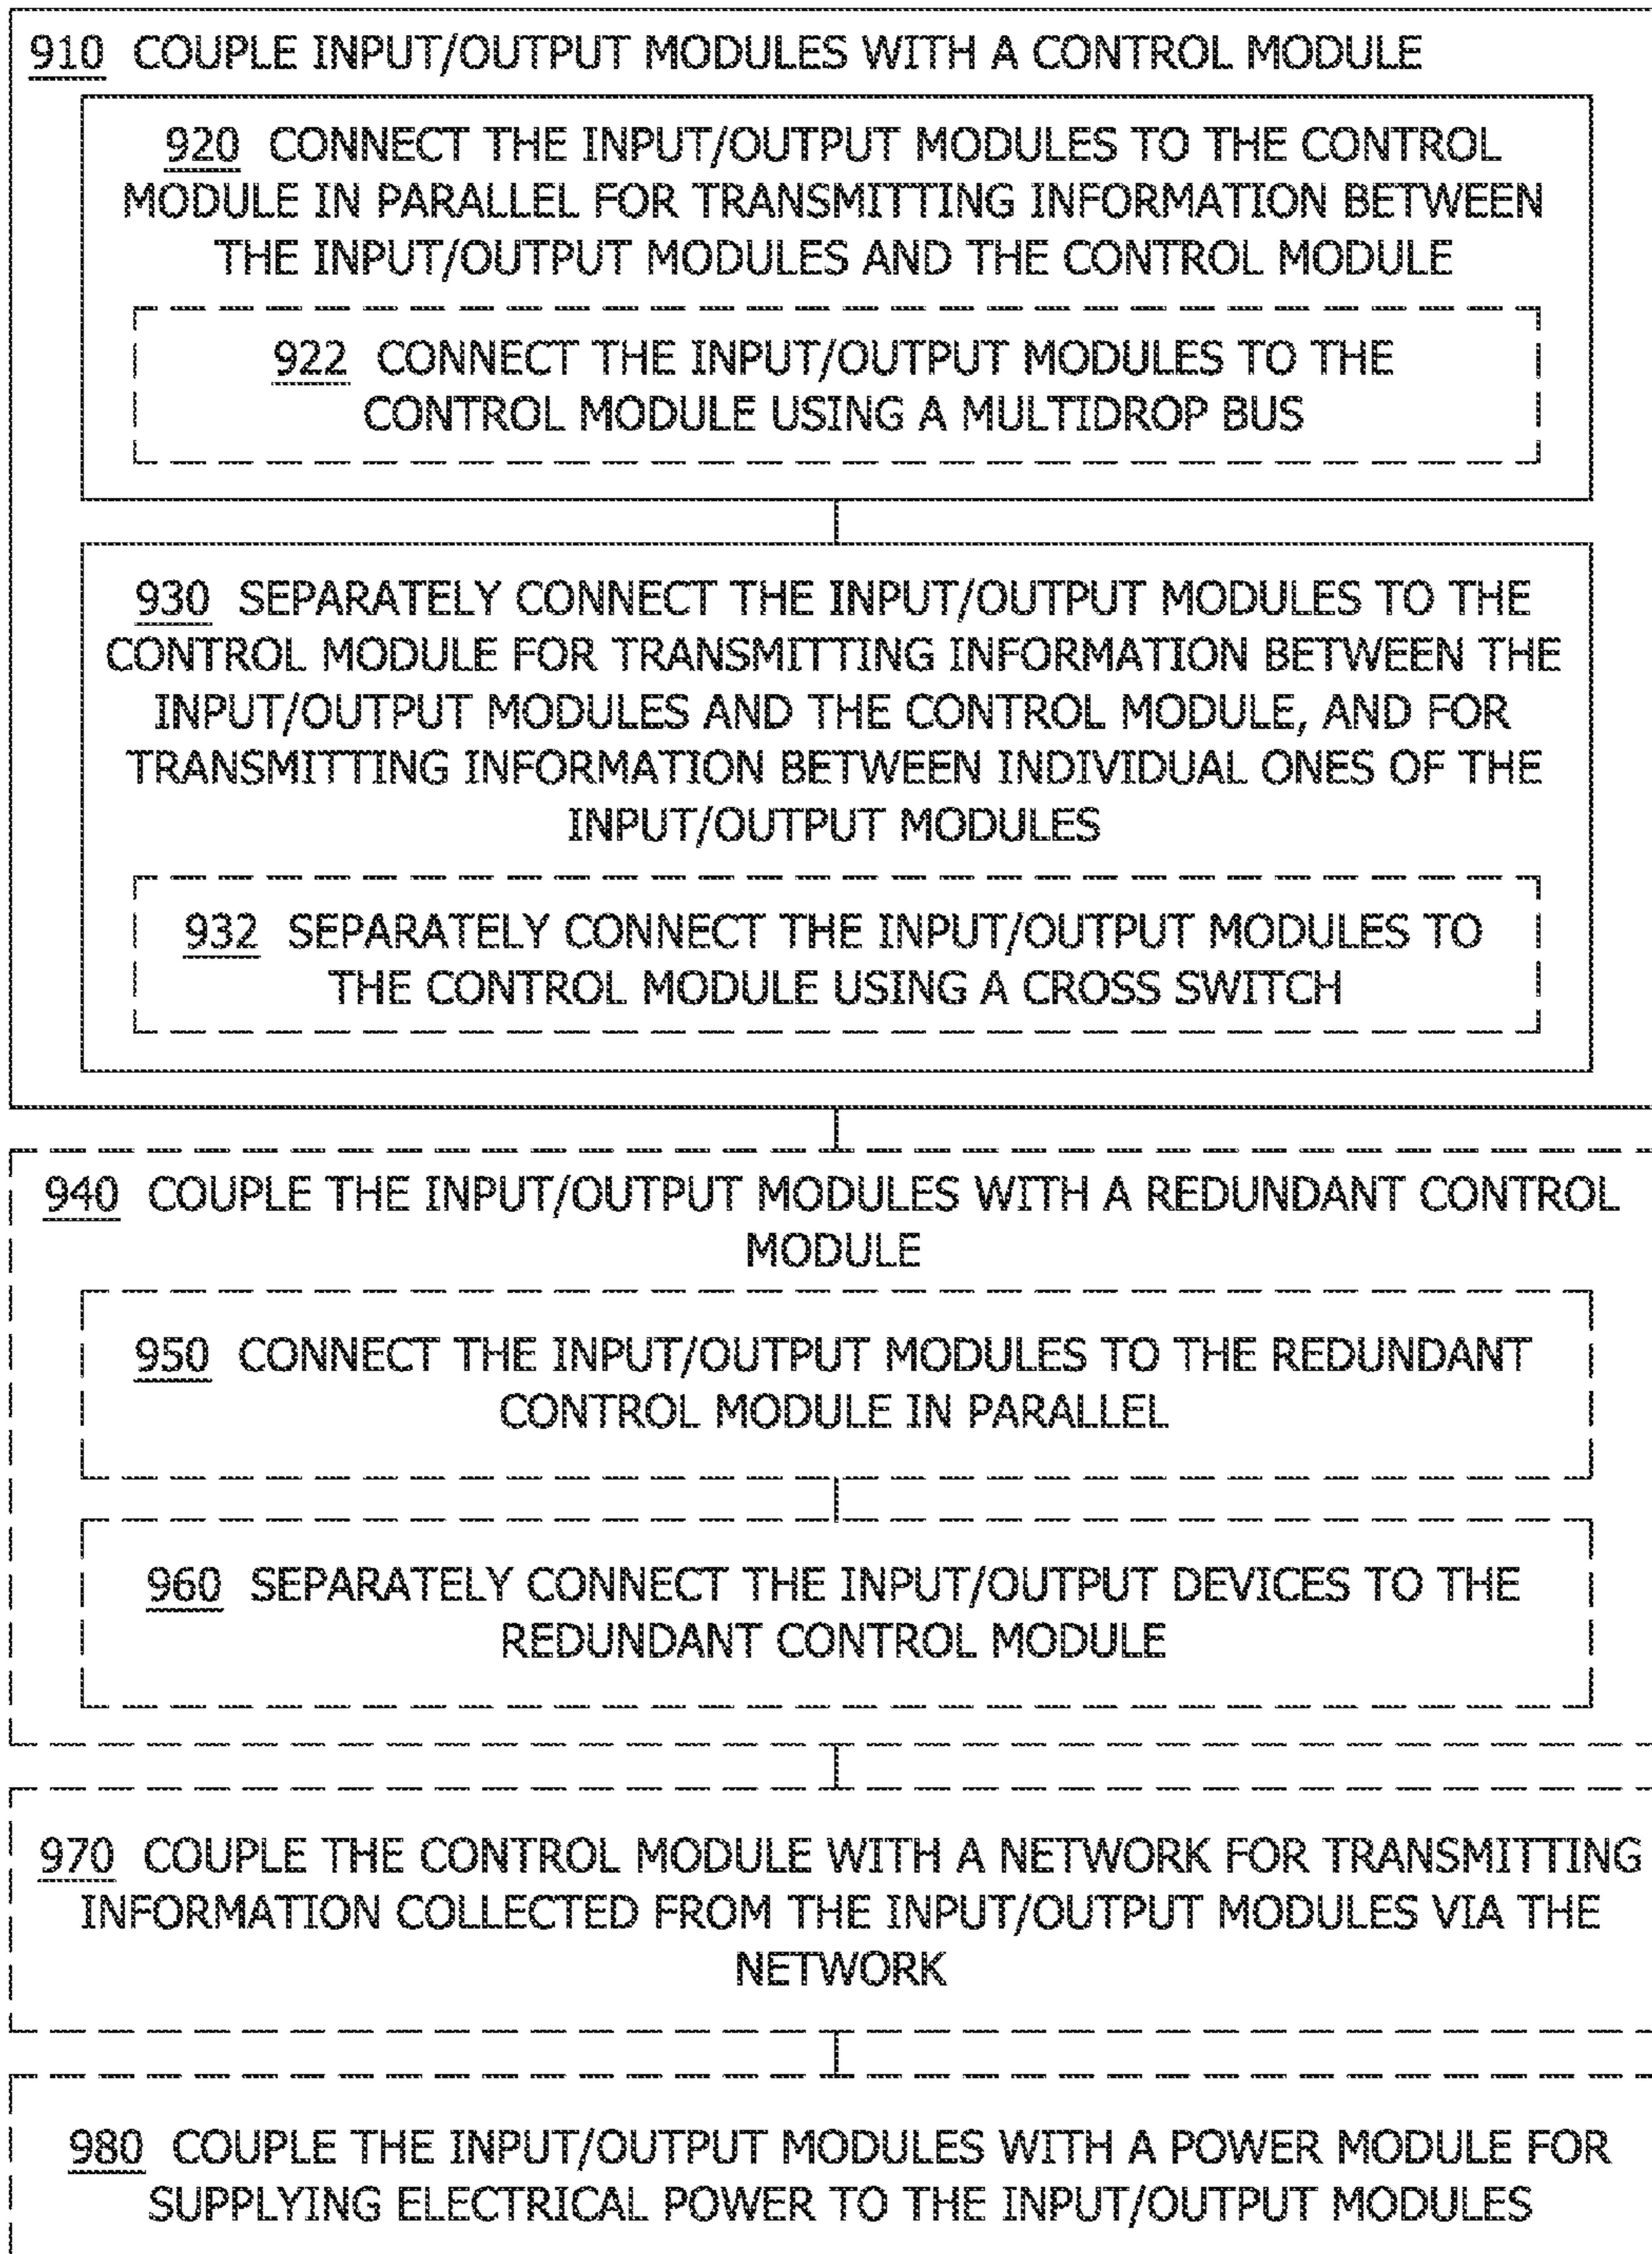 910 COUPLE INPUT/OUTPUT MODULES WITH A CONTROL MODULE
920 CONNECT THE INPUT/OUTPUT MODULES TO THE CONTROL
MODULE IN PARALLEL FOR TRANSMITTING INFORMATION BETWEEN
THE INPUT/OUTPUT MODULES AND THE CONTROL MODULE
922 CONNECT THE INPUT/OUTPUT MODULES TO THE
CONTROL MODULE USING A MULTIDROP BUS
930 SEPARATELY CONNECT THE INPUT/OUTPUT MODULES TO THE
CONTROL MODULE FOR TRANSMITTING INFORMATION BETWEEN THE
INPUT/OUTPUT MODULES AND THE CONTROL MODULE, AND FOR
TRANSMITTING INFORMATION BETWEEN INDIVIDUAL ONES OF THE
INPUT/OUTPUT MODULES
932 SEPARATELY CONNECT THE INPUT/OUTPUT MODULES TO
THE CONTROL MODULE USING A CROSS SWITCH
940 COUPLE THE INPUT/OUTPUT MODULES WITH A REDUNDANT CONTROL
MODULE
950 CONNECT THE INPUT/OUTPUT MODULES TO THE REDUNDANT
CONTROL MODULE IN PARALLEL
960 SEPARATELY CONNECT THE INPUT/OUTPUT DEVICES TO THE
REDUNDANT CONTROL MODULE
970 COUPLE THE CONTROL MODULE WITH A NETWORK FOR TRANSMITTING
INFORMATION COLLECTED FROM THE INPUT/OUTPUT MODULES VIA THE
NETWORK
980 COUPLE THE INPUT/OUTPUT MODULES WITH A POWER MODULE FOR
SUPPLYING ELECTRICAL POWER TO THE INPUT/OUTPUT MODULES